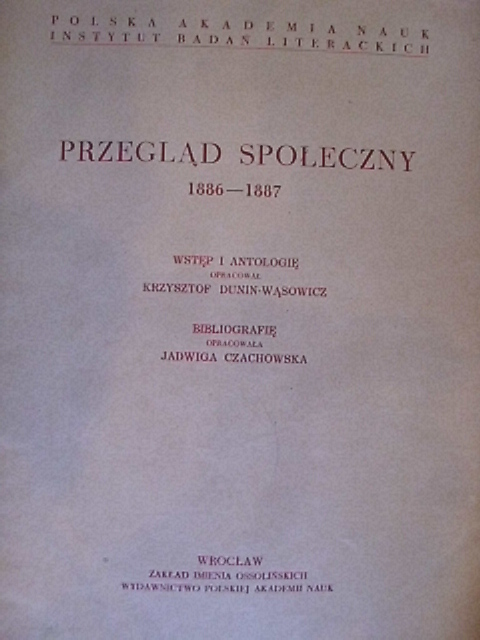 POLSKA AKADEMIA NAUK
INSTYTUT BADAŃ LITERACKICH
PRZEGLĄD SPOŁECZNY
1886—1887
WSTĘP I ANTOLOGIĘ
OPRACOWAŁ
KRZYSZTOF DUNIN-WĄSOWICZ
BIBLIOGRAFIĘ
OPRACOWAŁA
JADWIGA CZACHOWSKA
WROCŁAW
ZAKŁAD IMIENIA OSSOLIŃSKICH
WYDAWNICTWO POLSKIEJ AKADEMII NAUK